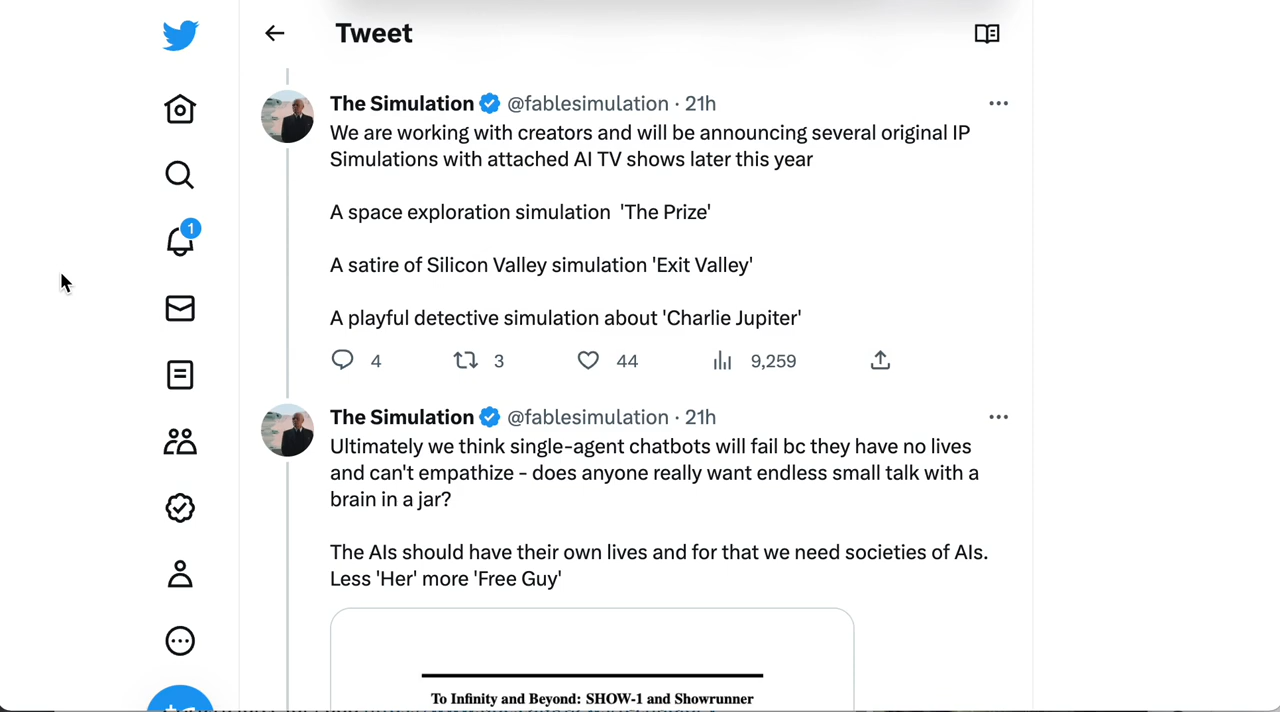 Tweet
The Simulation @fablesimulation · 21h
We are working with creators and will be announcing several original IP
Simulations with attached AI TV shows later this year
A space exploration simulation 'The Prize'
A satire of Silicon Valley simulation 'Exit Valley'
A playful detective simulation about 'Charlie Jupiter'
4 3 44 9,259
1
The Simulation @fablesimulation · 21h
Ultimately we think single-agent chatbots will fail bc they have no lives
and can't empathize - does anyone really want endless small talk with a
brain in a jar?
The AIs should have their own lives and for that we need societies of AIs.
Less 'Her' more 'Free Guy'
To Infinity and Beyond: SHOW-1 and Showrunner